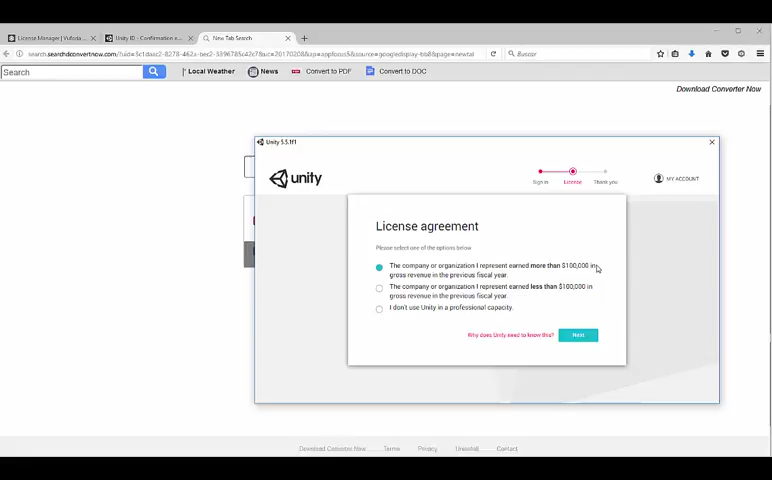 License Manager | Vuforia
Unity ID - Confirmation e...
New Tab Search
Buscar
Search
Local Weather
News
Convert to PDF
Convert to DOC
Download Converter Now
Unity 5.5.1f1
unity
Sign in
License
Thank you
MY ACCOUNT
License agreement
Please select one of the options below
The company or organization I represent earned more than $100,000 in
gross revenue in the previous fiscal year.
The company or organization I represent earned less than $100,000 in
gross revenue in the previous fiscal year.
I don't use Unity in a professional capacity.
Why does Unity need to know this?
Next
Download Converter Now
Terms
Privacy
Uninstall
Contact